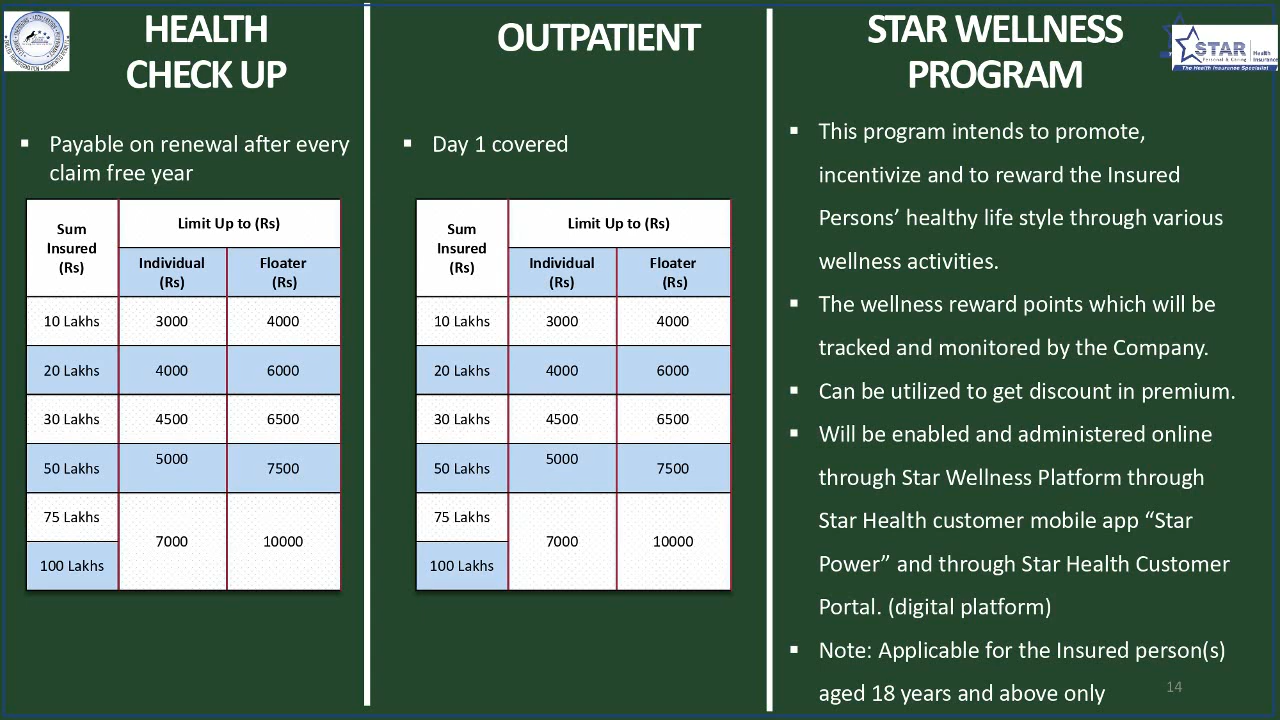 HEALTH
CHECK UP
▪ Payable on renewal after every
claim free year
Sum
Insured
(Rs)
Limit Up to (Rs)
Individual
(Rs)
Floater
(Rs)
10 Lakhs 3000 4000
20 Lakhs 4000 6000
30 Lakhs 4500 6500
50 Lakhs 5000 7500
75 Lakhs
7000 10000
100 Lakhs
OUTPATIENT
▪ Day 1 covered
Sum
Insured
(Rs)
Limit Up to (Rs)
Individual
(Rs)
Floater
(Rs)
10 Lakhs 3000 4000
20 Lakhs 4000 6000
30 Lakhs 4500 6500
50 Lakhs 5000 7500
75 Lakhs
7000 10000
100 Lakhs
STAR WELLNESS
PROGRAM
STAR
Personal & Caring
Health
Insurance
The Health Insurance Specialist
▪ This program intends to promote,
incentivize and to reward the Insured
Persons’ healthy life style through various
wellness activities.
▪ The wellness reward points which will be
tracked and monitored by the Company.
▪ Can be utilized to get discount in premium.
▪ Will be enabled and administered online
through Star Wellness Platform through
Star Health customer mobile app “Star
Power” and through Star Health Customer
Portal. (digital platform)
▪ Note: Applicable for the Insured person(s)
aged 18 years and above only
14